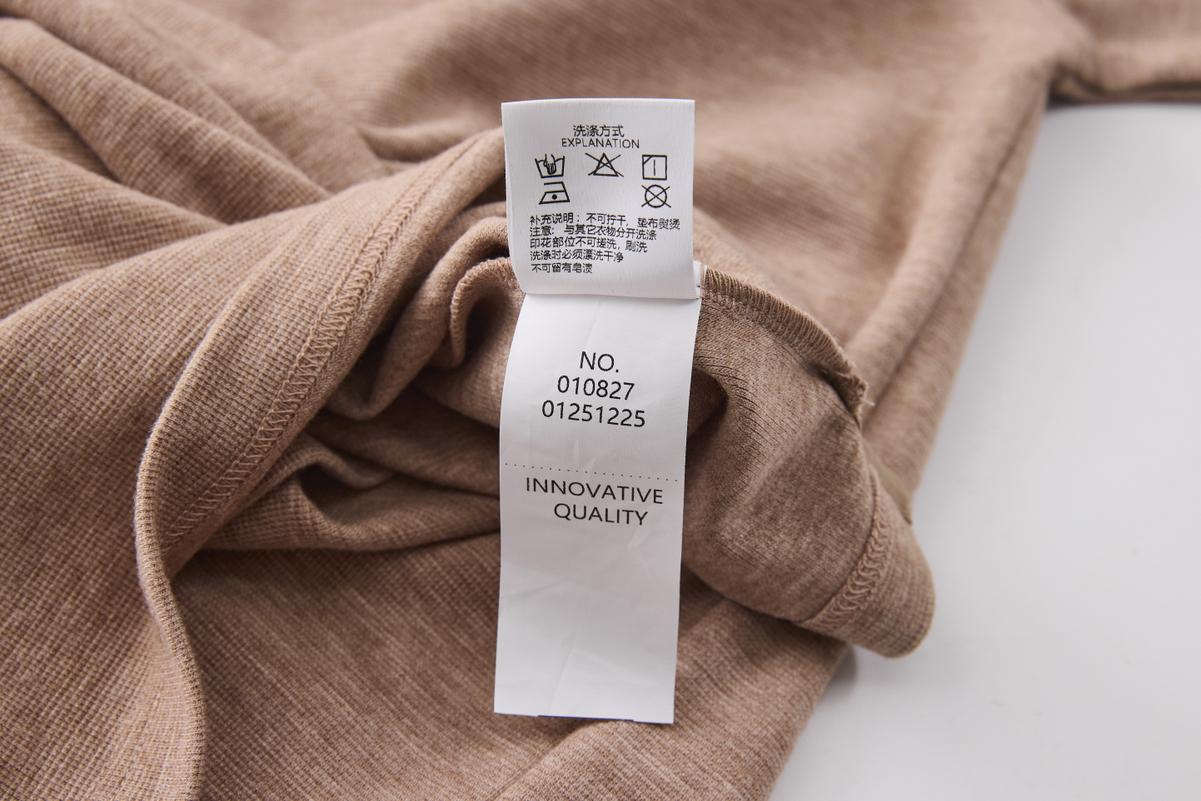 洗涤方式
EXPLANATION
补充说明：不可拧干，垫布熨烫
注意：与其它衣物分开洗涤
印花部位不可搓洗，刷洗
洗涤时必须漂洗干净
不可留有皂渍
NO.
010827
01251225
INNOVATIVE
QUALITY